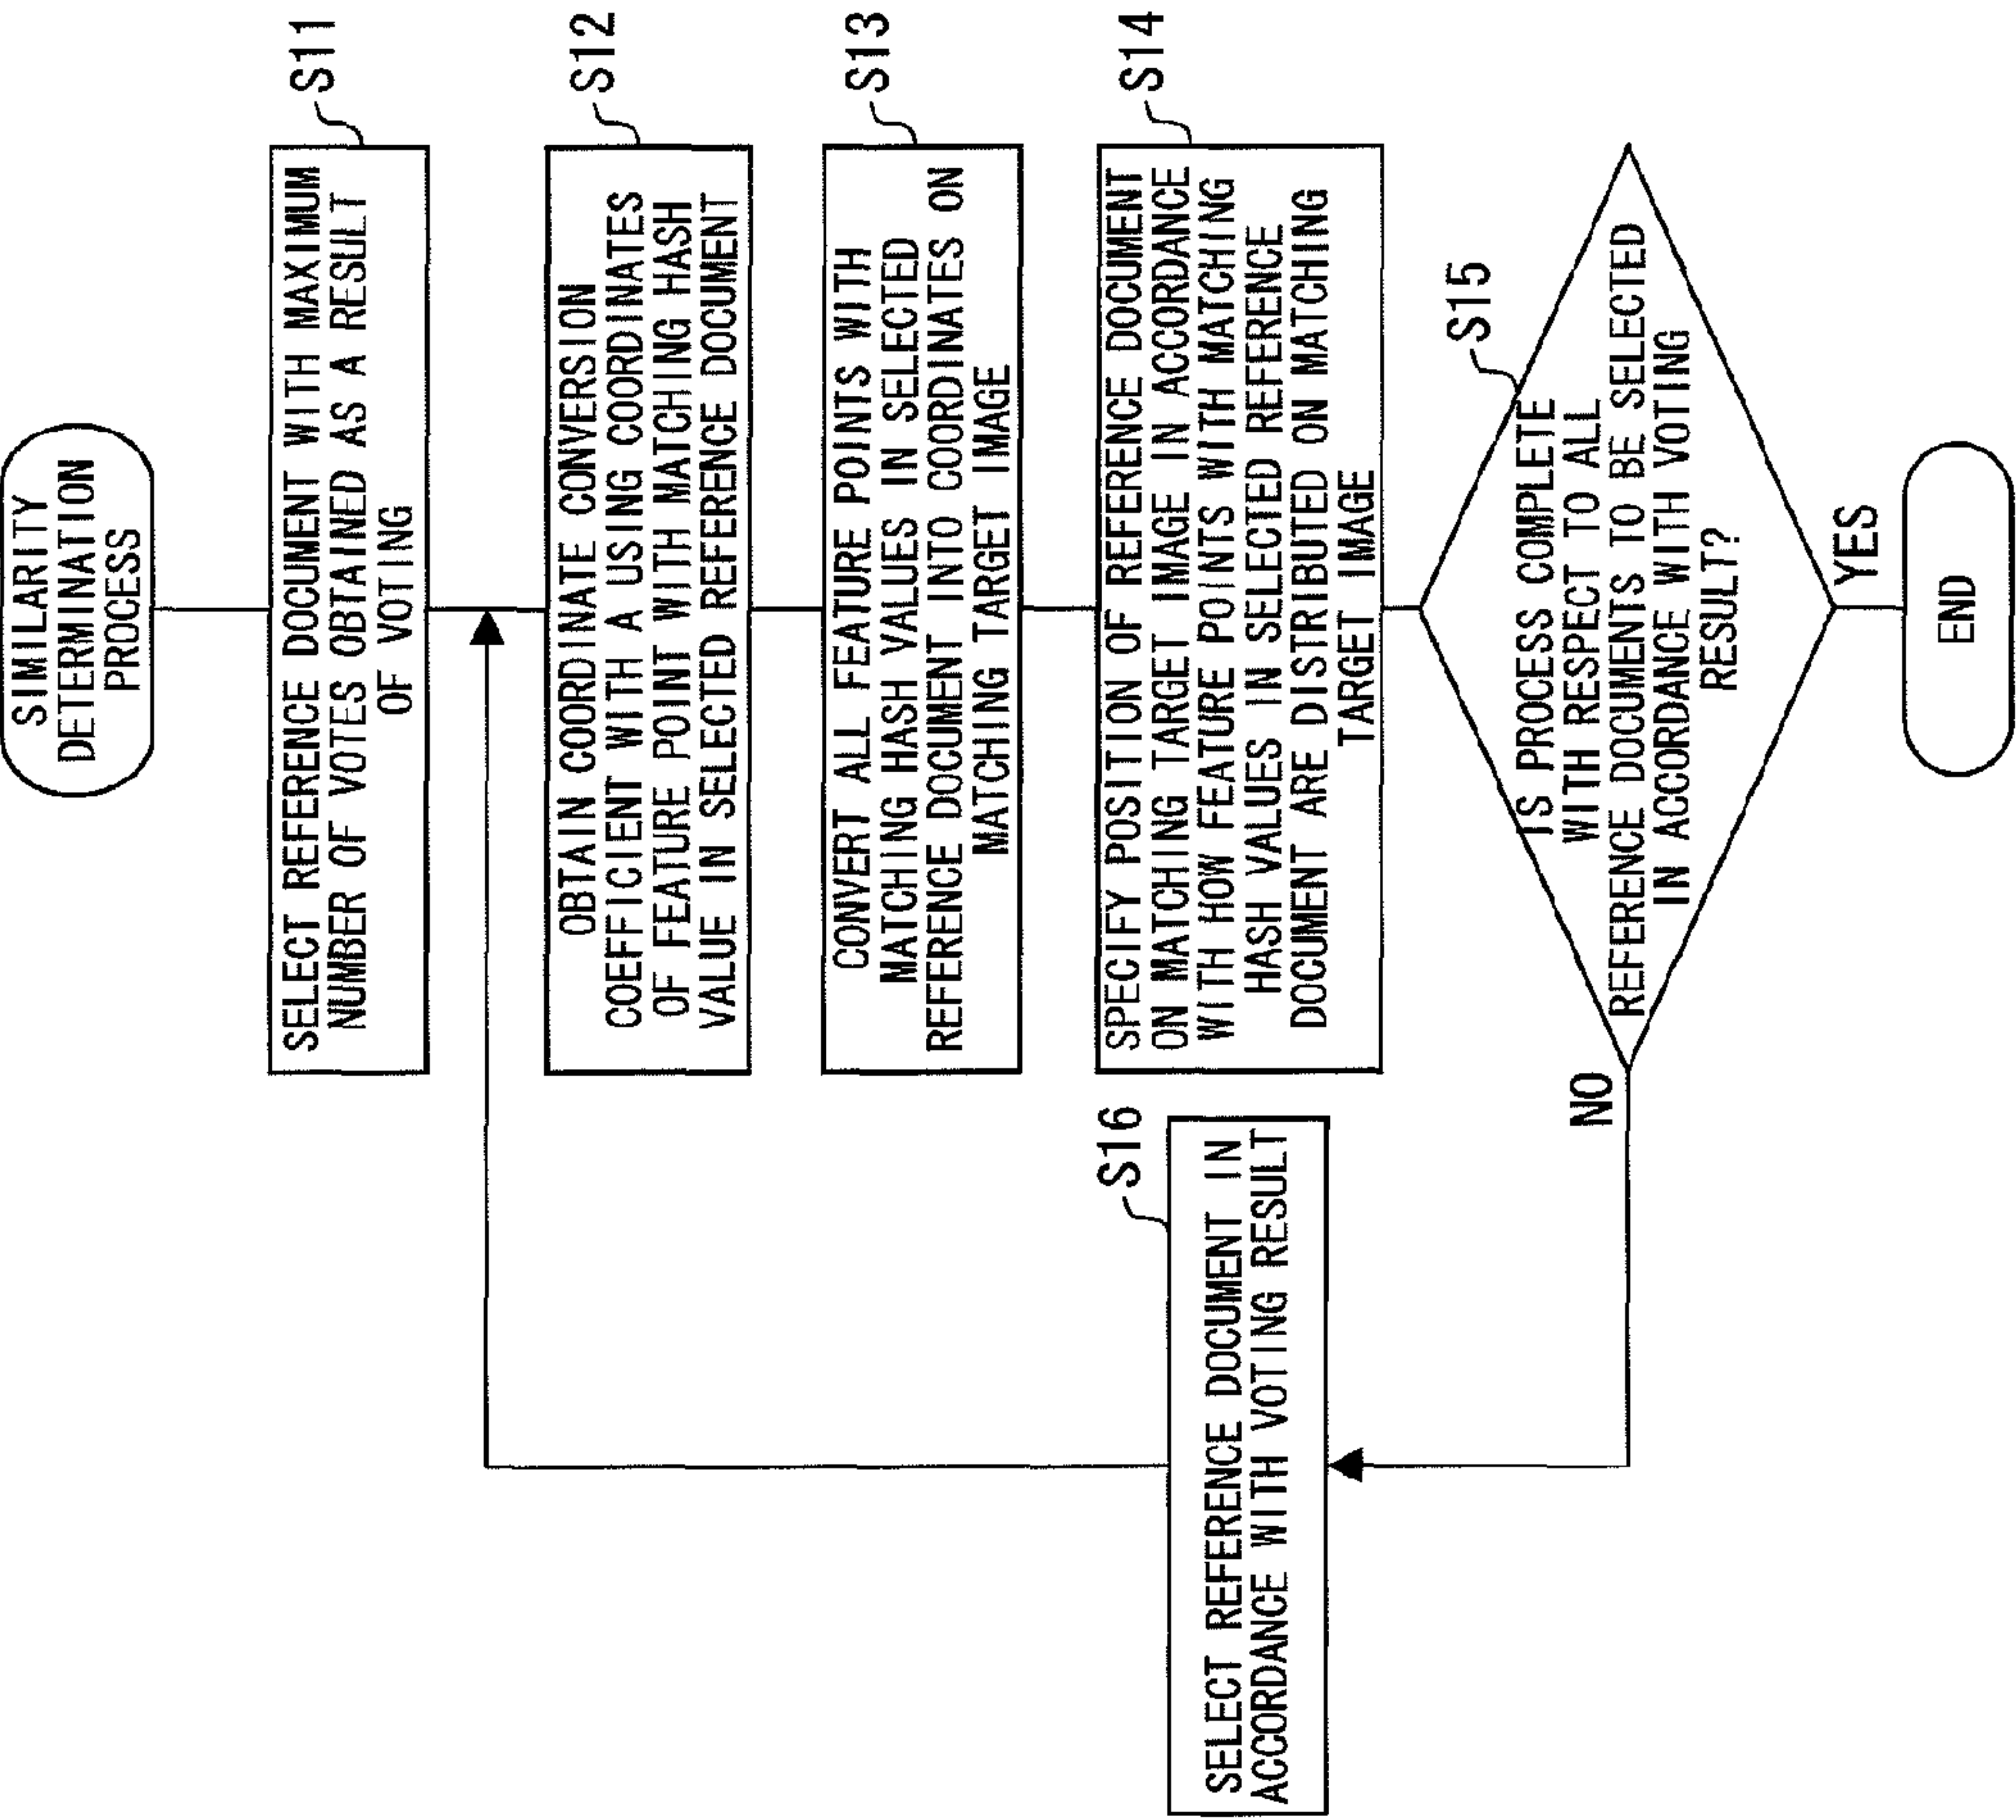 SIMILARITY
DETERMINATION
PROCESS
S11
SELECT REFERENCE DOCUMENT WITH MAXIMUM
NUMBER OF VOTES OBTAINED AS A RESULT
OF VOTING
S12
OBTAIN COORDINATE CONVERSION
COEFFICIENT WITH A USING COORDINATES
OF FEATURE POINT WITH MATCHING HASH
VALUE IN SELECTED REFERENCE DOCUMENT
S13
CONVERT ALL FEATURE POINTS WITH
MATCHING HASH VALUES IN SELECTED
REFERENCE DOCUMENT INTO COORDINATES ON
MATCHING TARGET IMAGE
S14
SPECIFY POSITION OF REFERENCE DOCUMENT
ON MATCHING TARGET IMAGE IN ACCORDANCE
WITH HOW FEATURE POINTS WITH MATCHING
HASH VALUES IN SELECTED REFERENCE
DOCUMENT ARE DISTRIBUTED ON MATCHING
TARGET IMAGE
S15
IS PROCESS COMPLETE
WITH RESPECT TO ALL
REFERENCE DOCUMENTS TO BE SELECTED
IN ACCORDANCE WITH VOTING
RESULT?
NO
YES
S16
SELECT REFERENCE DOCUMENT IN
ACCORDANCE WITH VOTING RESULT
END